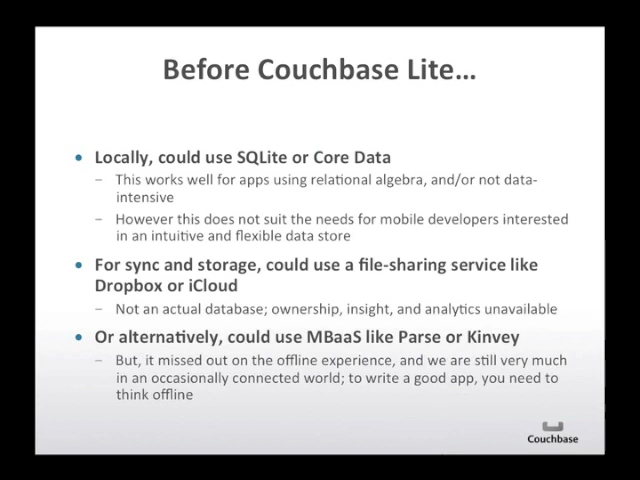 Before Couchbase Lite...
• Locally, could use SQLite or Core Data
– This works well for apps using relational algebra, and/or not data-
intensive
– However this does not suit the needs for mobile developers interested
in an intuitive and flexible data store
• For sync and storage, could use a file-sharing service like
Dropbox or iCloud
– Not an actual database; ownership, insight, and analytics unavailable
• Or alternatively, could use MBaaS like Parse or Kinvey
– But, it missed out on the offline experience, and we are still very much
in an occasionally connected world; to write a good app, you need to
think offline
Couchbase